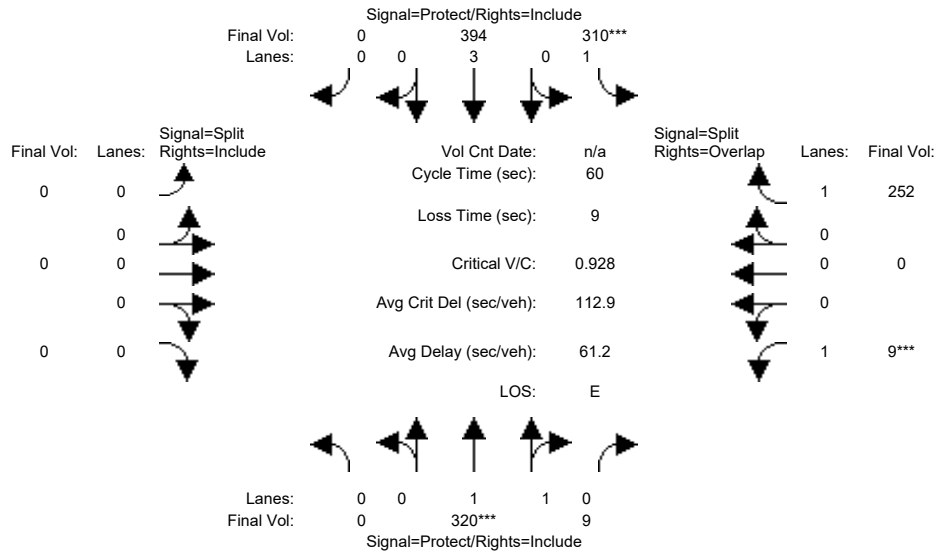 Signal=Protect/Rights=Include
Final Vol: 0 394 310***
Lanes: 0 0 3 0 1
Signal=Split
Final Vol: Lanes: Rights=Include
Vol Cnt Date: n/a
Signal=Split
Rights=Overlap Lanes: Final Vol:
Cycle Time (sec): 60
0 0
1 252
Loss Time (sec): 9
0
0
0 0
Critical V/C: 0.928
0 0
0
Avg Crit Del (sec/veh): 112.9
0
0 0
Avg Delay (sec/veh): 61.2
1 9***
LOS: E
Lanes: 0 0 1 1 0
Final Vol: 0 320*** 9
Signal=Protect/Rights=Include